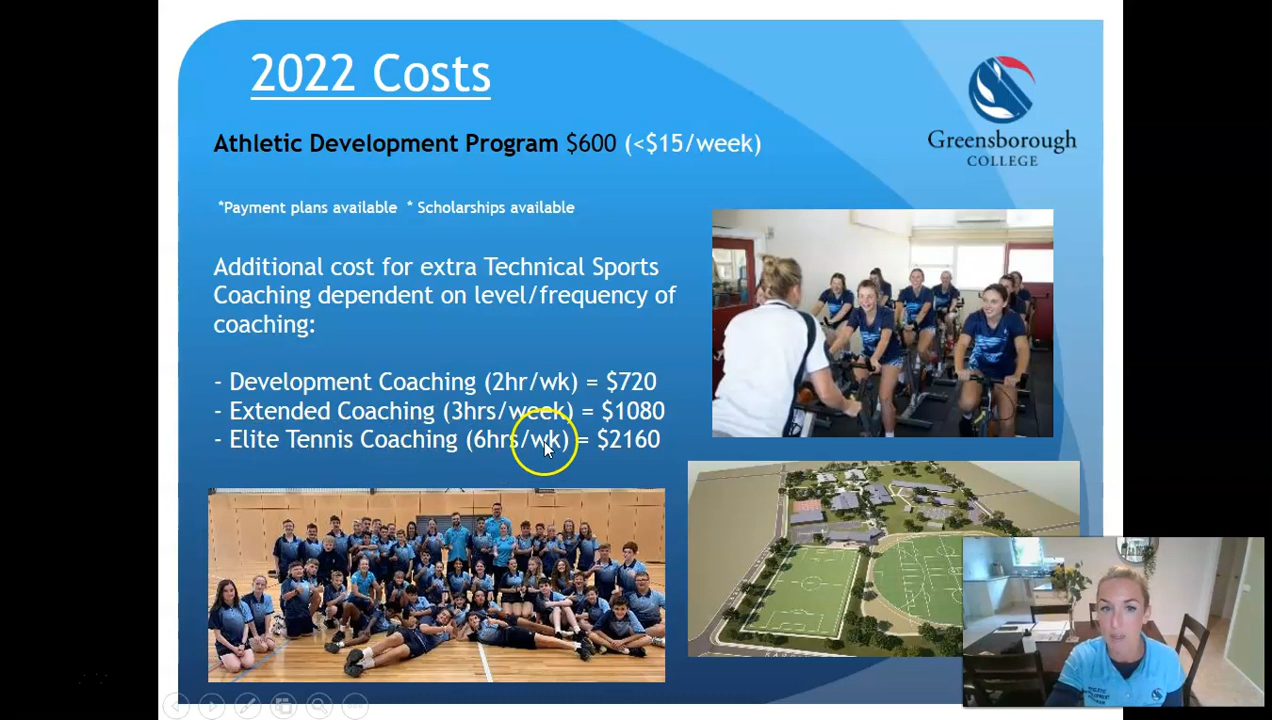 2022 Costs
Greensborough
COLLEGE
Athletic Development Program $600 (<$15/week)
*Payment plans available * Scholarships available
Additional cost for extra Technical Sports
Coaching dependent on level/frequency of
coaching:
- Development Coaching (2hr/wk) = $720
- Extended Coaching (3hrs/week) = $1080
- Elite Tennis Coaching (6hrs/wk) = $2160